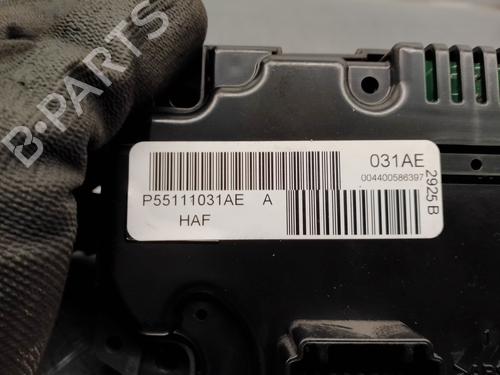 B-PARTS
031AE
004400586397
P55111031AE A
HAF
2925 B